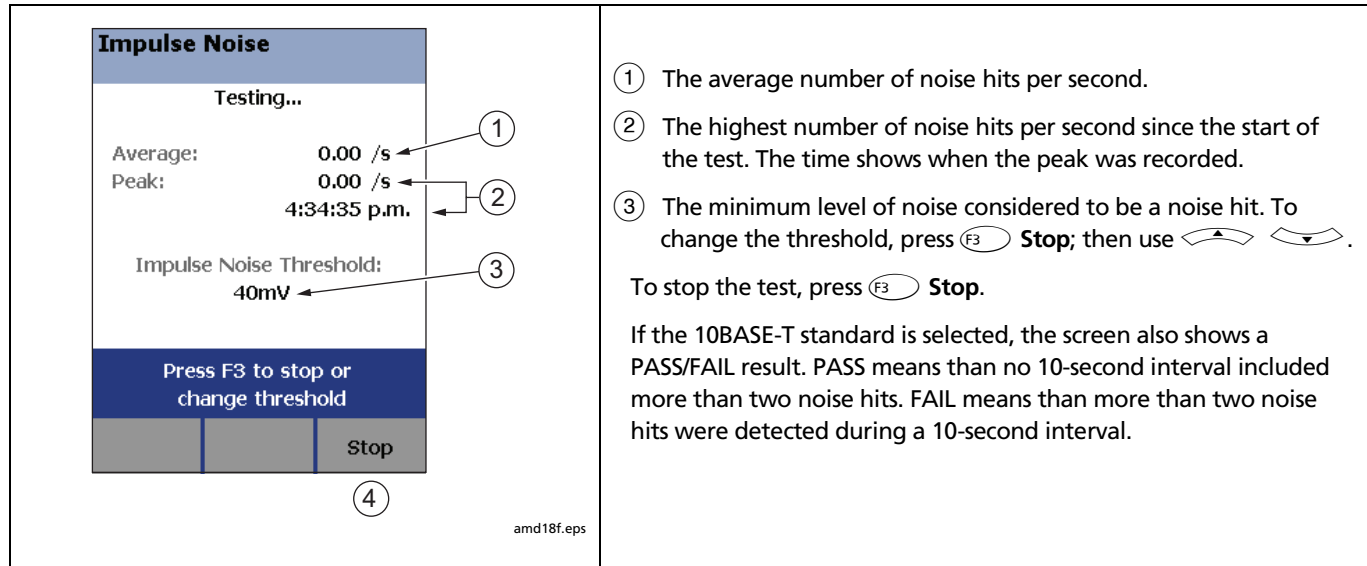 Impulse Noise
Testing...
Average: 0.00 /s
Peak: 0.00 /s
4:34:35 p.m.
Impulse Noise Threshold:
40mV
Press F3 to stop or
change threshold
Stop
1
2
3
4
amd18f.eps
1 The average number of noise hits per second.
2 The highest number of noise hits per second since the start of
the test. The time shows when the peak was recorded.
3 The minimum level of noise considered to be a noise hit. To
change the threshold, press F3 Stop; then use .
To stop the test, press F3 Stop.
If the 10BASE-T standard is selected, the screen also shows a
PASS/FAIL result. PASS means than no 10-second interval included
more than two noise hits. FAIL means than more than two noise
hits were detected during a 10-second interval.